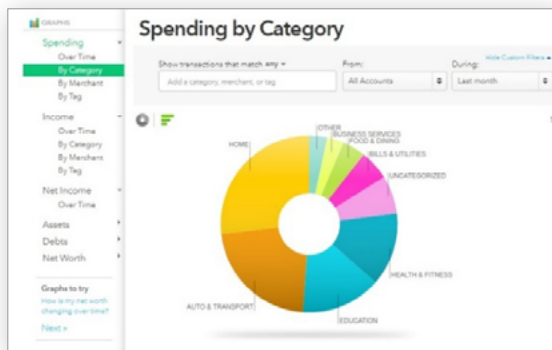 GRAPHS
Spending
Over Time
By Category
By Merchant
By Tag
Income
Over Time
By Category
By Merchant
By Tag
Net Income
Over Time
Assets
Debts
Net Worth
Graphs to try
How is my net worth
changing over time?
Next »
Spending by Category
Hide Custom Filters
Show transactions that match any
From:
During:
Add a category, merchant, or tag
All Accounts
Last month
OTHER
BUSINESS SERVICES
FOOD & DINING
BILLS & UTILITIES
UNCATEGORIZED
HEALTH & FITNESS
EDUCATION
AUTO & TRANSPORT
HOME